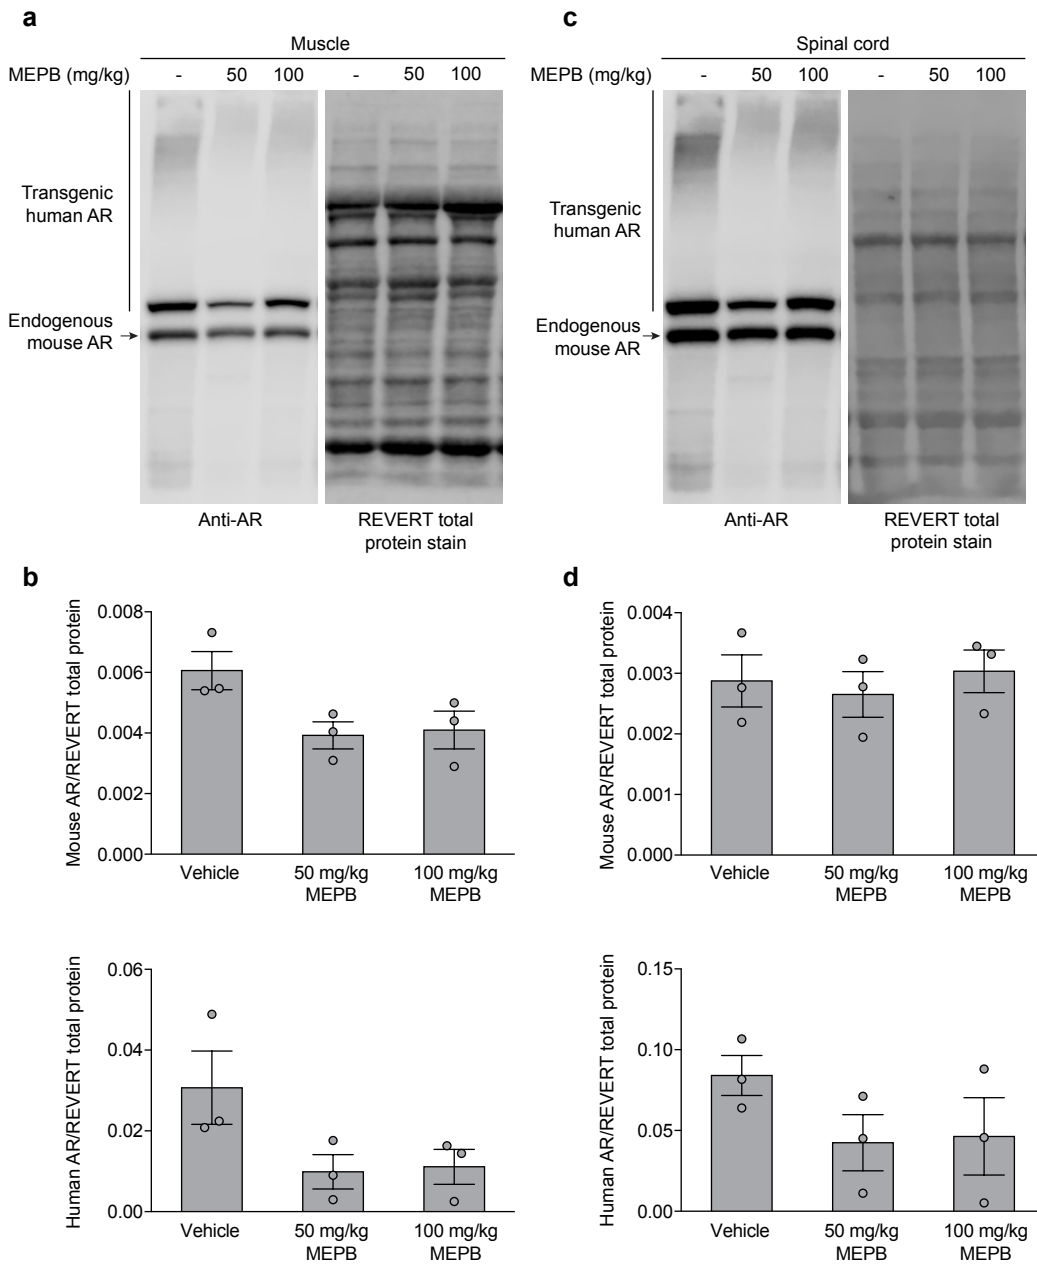 a
Muscle
MEPB (mg/kg)
- 50 100 - 50 100
Transgenic
human AR
Endogenous
mouse AR
Anti-AR
REVERT total
protein stain
c
Spinal cord
MEPB (mg/kg)
- 50 100 - 50 100
Transgenic
human AR
Endogenous
mouse AR
Anti-AR
REVERT total
protein stain
b
Mouse AR/REVERT total protein
0.008
0.006
0.004
0.002
0.000
Vehicle
50 mg/kg
MEPB
100 mg/kg
MEPB
Human AR/REVERT total protein
0.06
0.04
0.02
0.00
Vehicle
50 mg/kg
MEPB
100 mg/kg
MEPB
d
Mouse AR/REVERT total protein
0.004
0.003
0.002
0.001
0.000
Vehicle
50 mg/kg
MEPB
100 mg/kg
MEPB
Human AR/REVERT total protein
0.15
0.10
0.05
0.00
Vehicle
50 mg/kg
MEPB
100 mg/kg
MEPB